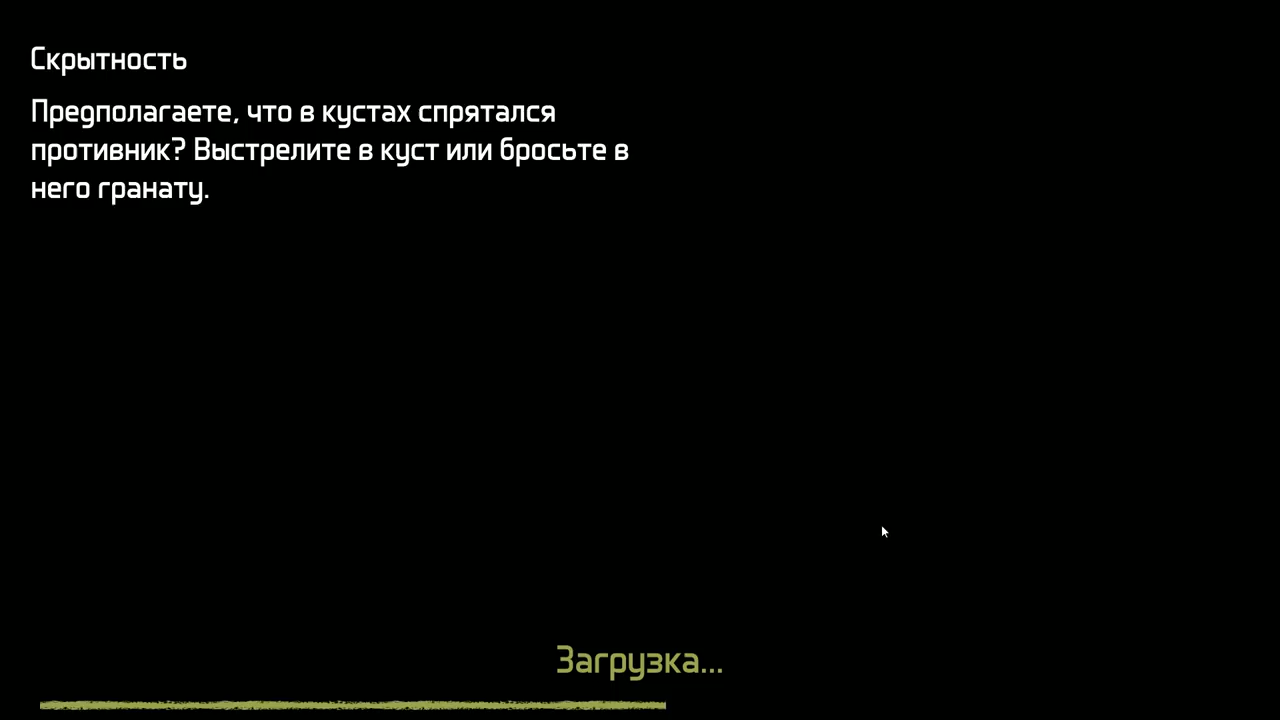 Скрытность
Предполагаете, что в кустах спрятался
противник? Выстрелите в куст или бросьте в
него гранату.
Загрузка...